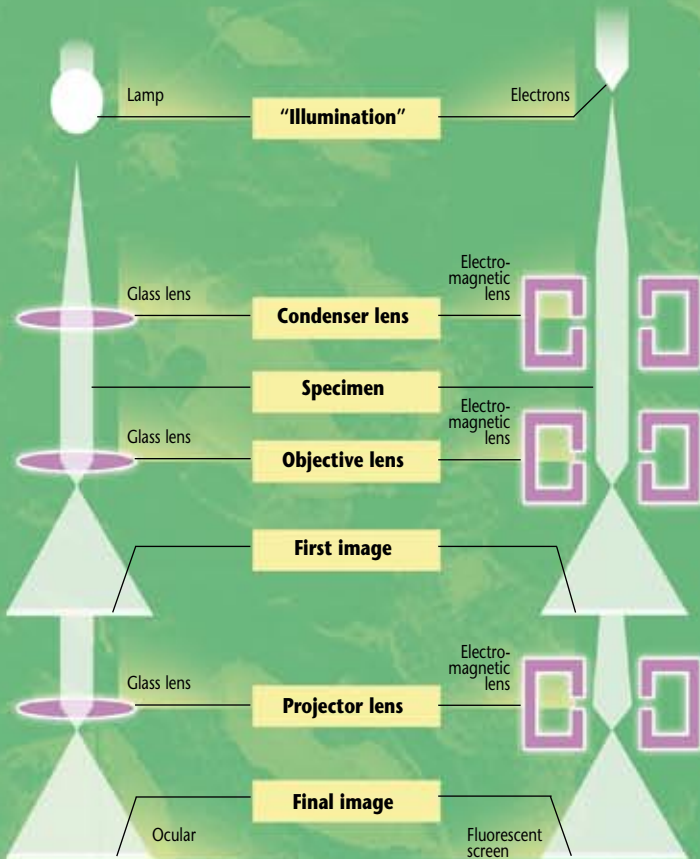 Lamp
"Illumination"
Electrons
Glass lens
Condenser lens
Electro-
magnetic
lens
Specimen
Glass lens
Objective lens
Electro-
magnetic
lens
First image
Glass lens
Projector lens
Electro-
magnetic
lens
Final image
Ocular
Fluorescent
screen